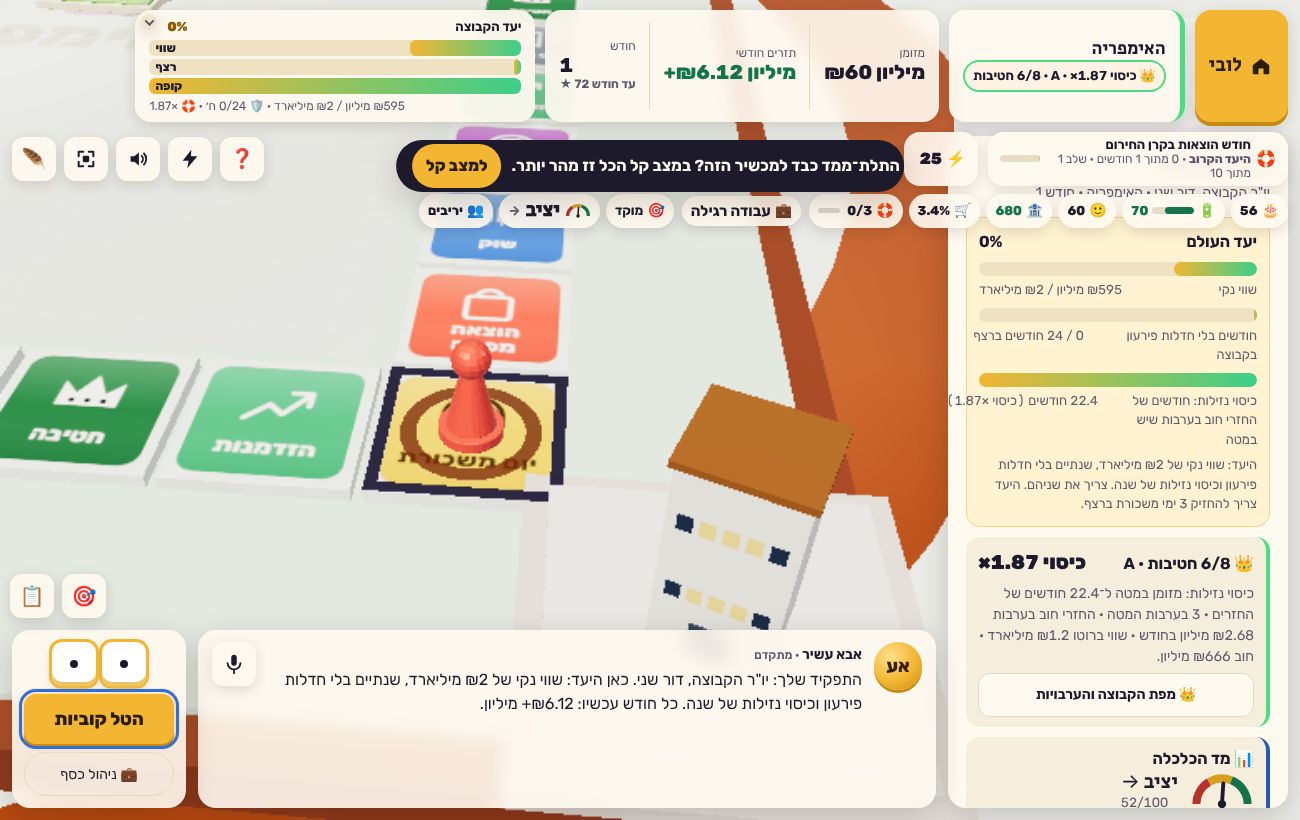 לובי
האימפריה
👑 כיסוי 1.87× · A · 6/8 חטיבות
מזומן
₪60 מיליון
תזרים חודשי
+₪6.12 מיליון
חודש
1
★ עד חודש 72
יעד הקבוצה
0%
שווי
רצף
קופה
₪595 מיליון / ₪2 מיליארד · 🛡️ 0/24 ח׳ · 🛟 ×1.87
חודש הוצאות בקרן החירום
היעד הקרוב · 0 מתוך 1 חודשים · שלב 1 מתוך 10
⚡ 25
התלת־ממד כבד למכשיר הזה? במצב קל הכל זז מהר יותר.
למצב קל
יו"ר הקבוצה, דור שני · האימפריה · חודש 1
🎂 56
🔋 70
🙂 60
🏦 680
🛒 3.4%
🛟 0/3
💼 עבודה רגילה
🎯 מוקד
יציב →
👥 יריבים
יעד העולם
0%
שווי נקי
₪595 מיליון / ₪2 מיליארד
חודשים בלי חדלות פירעון בקבוצה
0 / 24 חודשים ברצף
כיסוי נזילות: חודשים של החזרי חוב בערבות שיש במטה
22.4 חודשים (כיסוי ×1.87)
היעד: שווי נקי של ₪2 מיליארד, שנתיים בלי חדלות
פירעון וכיסוי נזילות של שנה. צריך את שניהם. היעד
צריך להחזיק 3 ימי משכורת ברצף.
👑 6/8 חטיבות · A
כיסוי 1.87×
כיסוי נזילות: מזומן במטה ל־22.4 חודשים של
החזרים · 3 בערבות המטה · החזרי חוב בערבות
₪2.68 מיליון בחודש · שווי ברוטו ₪1.2 מיליארד ·
חוב ₪666 מיליון.
👑 מפת הקבוצה והערבויות
📊 מד הכלכלה
יציב →
52/100
שוק
הוצאה
יום משכורת
הזדמנות
חטיבה
אע
אבא עשיר · מתקדם
התפקיד שלך: יו"ר הקבוצה, דור שני. כאן היעד: שווי נקי של ₪2 מיליארד, שנתיים בלי חדלות
פירעון וכיסוי נזילות של שנה. כל חודש עכשיו: ₪6.12+ מיליון.
הטל קוביות
💼 ניהול כסף